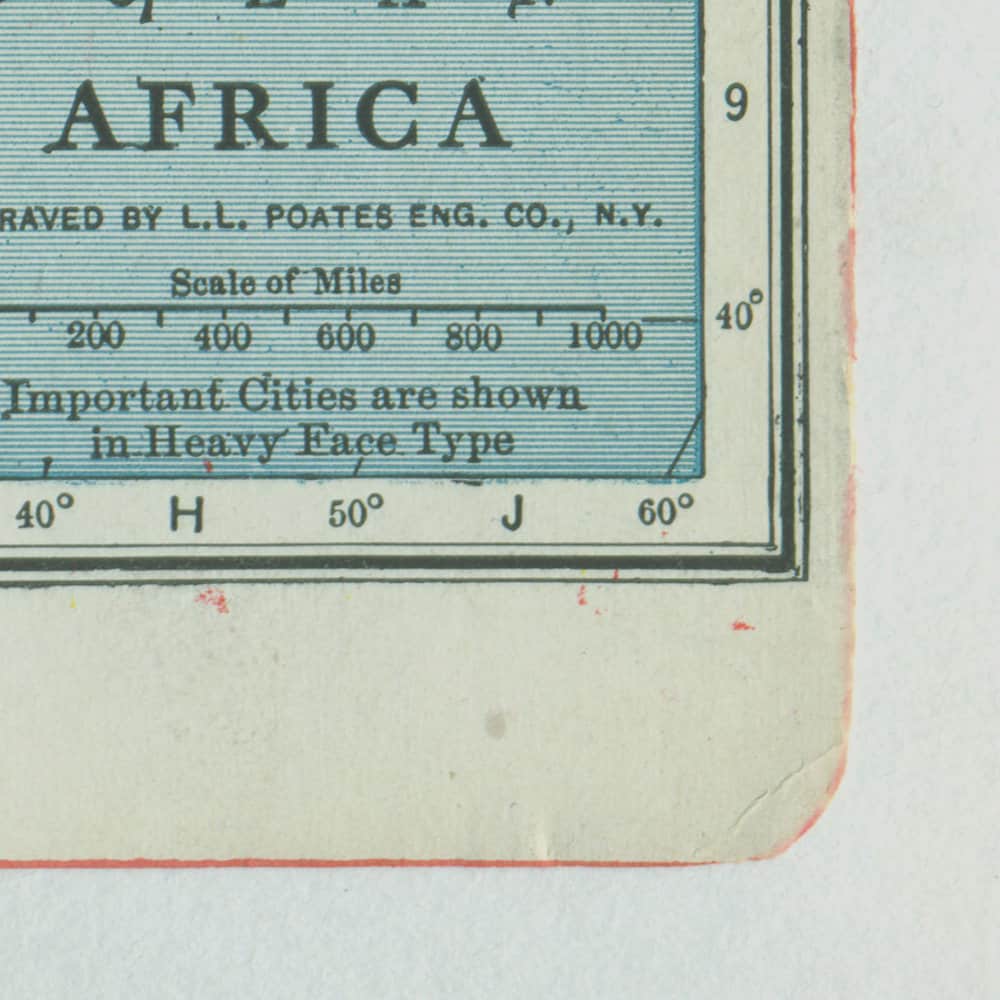 AFRICA
9
RAVED BY L.L. POATES ENG. CO., N.Y.
Scale of Miles
200 400 600 800 1000
40°
Important Cities are shown
in Heavy Face Type
40° H 50° J 60°